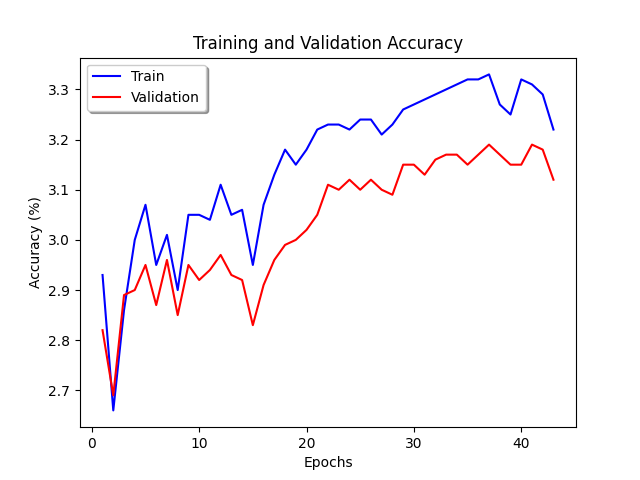 Training and Validation Accuracy
Train
Validation
3.3
3.2
3.1
3.0
2.9
2.8
2.7
Accuracy (%)
0 10 20 30 40
Epochs